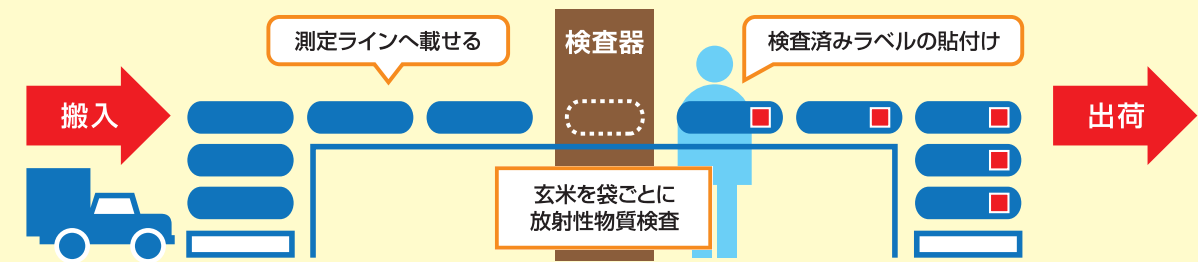 搬入
測定ラインへ載せる
検査器
玄米を袋ごとに
放射性物質検査
検査済みラベルの貼付け
出荷